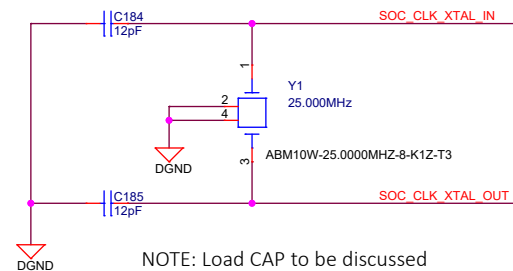 C184
12pF
SOC_CLK_XTAL_IN
1
Y1
25.000MHz
2
4
ABM10W-25.0000MHZ-8-K1Z-T3
3
DGND
C185
12pF
SOC_CLK_XTAL_OUT
DGND
NOTE: Load CAP to be discussed